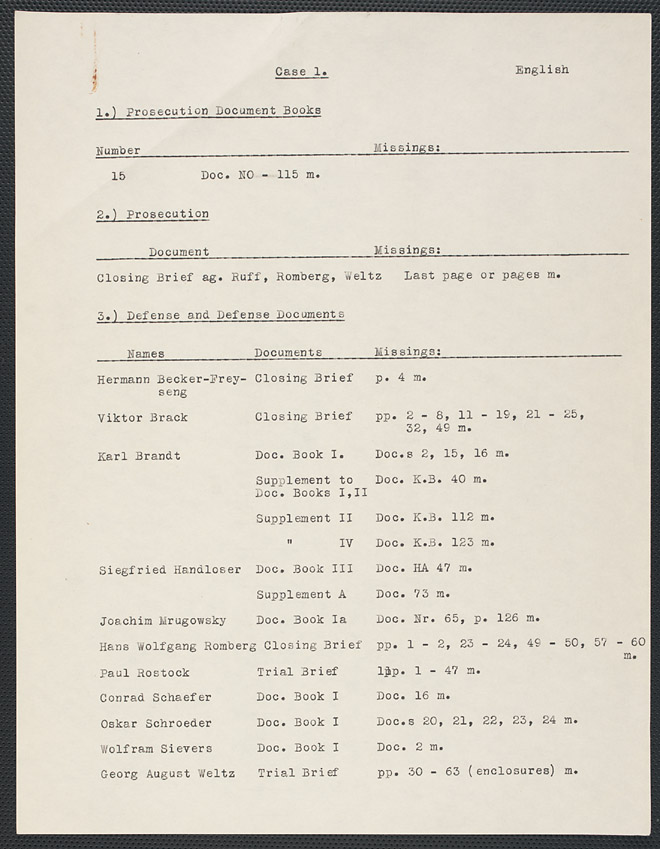 Case 1. English
1.) Prosecution Document Books
Number Missings:
15 Doc. NO - 115 m.
2.) Prosecution
Document Missings:
Closing Brief ag. Ruff, Romberg, Weltz Last page or pages m.
3.) Defense and Defense Documents
Names Documents Missings:
Hermann Becker-Frey- Closing Brief p. 4 m.
seng
Viktor Brack Closing Brief pp. 2 - 8, 11 - 19, 21 - 25,
32, 49 m.
Karl Brandt Doc. Book I. Doc.s 2, 15, 16 m.
Supplement to Doc. K.B. 40 m.
Doc. Books I,II
Supplement II Doc. K.B. 112 m.
" IV Doc. K.B. 123 m.
Siegfried Handloser Doc. Book III Doc. HA 47 m.
Supplement A Doc. 73 m.
Joachim Mrugowsky Doc. Book Ia Doc. Nr. 65, p. 126 m.
Hans Wolfgang Romberg Closing Brief pp. 1 - 2, 23 - 24, 49 - 50, 57 - 60
m.
Paul Rostock Trial Brief pp. 1 - 47 m.
Conrad Schaefer Doc. Book I Doc. 16 m.
Oskar Schroeder Doc. Book I Doc.s 20, 21, 22, 23, 24 m.
Wolfram Sievers Doc. Book I Doc. 2 m.
Georg August Weltz Trial Brief pp. 30 - 63 (enclosures) m.